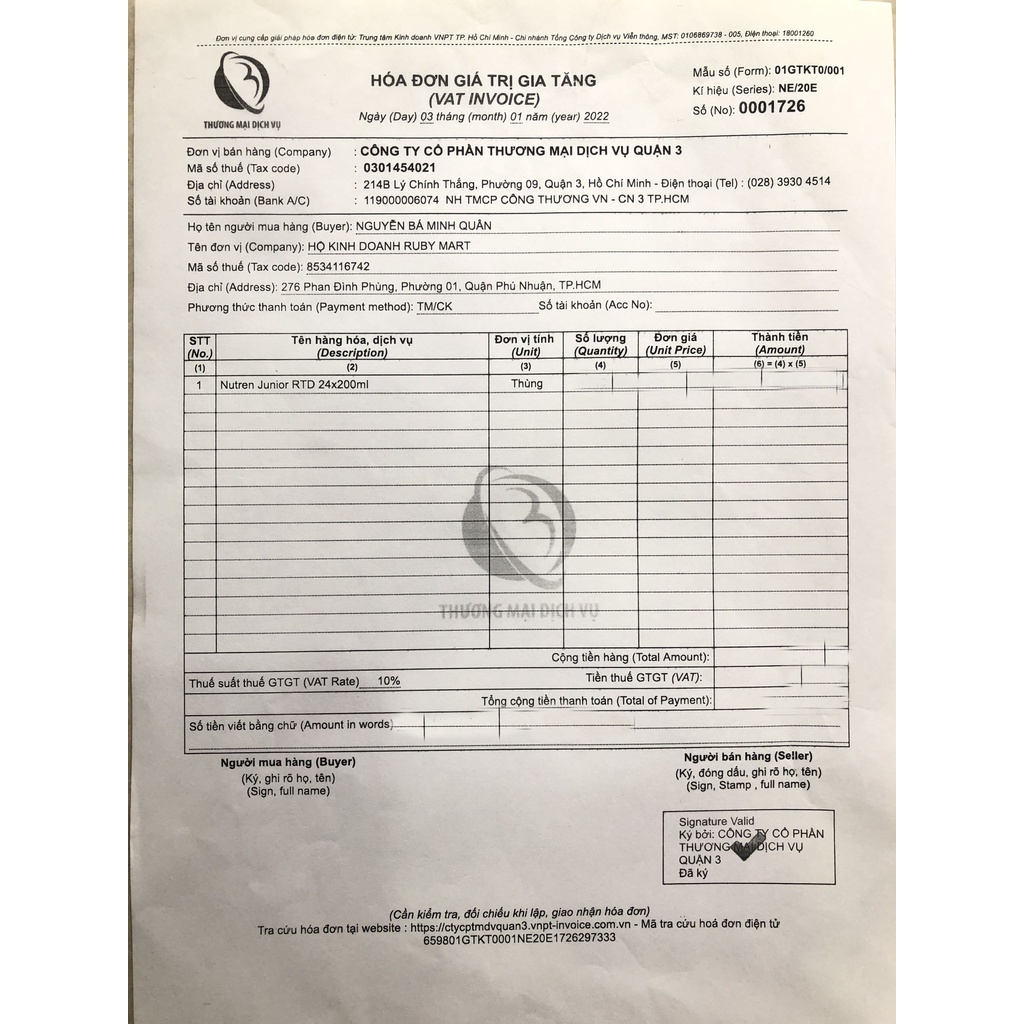 Đơn vị cung cấp giải pháp hóa đơn điện tử: Trung tâm Kinh doanh VNPT TP. Hồ Chí Minh - Chi nhánh Tổng Công ty Dịch vụ Viễn thông, MST: 0106869738 - 005, Điện thoại: 18001260
THƯƠNG MẠI DỊCH VỤ
HÓA ĐƠN GIÁ TRỊ GIA TĂNG
(VAT INVOICE)
Ngày (Day) 03 tháng (month) 01 năm (year) 2022
Mẫu số (Form): 01GTKT0/001
Kí hiệu (Series): NE/20E
Số (No): 0001726
Đơn vị bán hàng (Company) : CÔNG TY CỔ PHẦN THƯƠNG MẠI DỊCH VỤ QUẬN 3
Mã số thuế (Tax code) : 0301454021
Địa chỉ (Address) : 214B Lý Chính Thắng, Phường 09, Quận 3, Hồ Chí Minh - Điện thoại (Tel) : (028) 3930 4514
Số tài khoản (Bank A/C) : 119000006074 NH TMCP CÔNG THƯƠNG VN - CN 3 TP.HCM
Họ tên người mua hàng (Buyer): NGUYỄN BÁ MINH QUÂN
Tên đơn vị (Company): HỘ KINH DOANH RUBY MART
Mã số thuế (Tax code): 8534116742
Địa chỉ (Address): 276 Phan Đình Phùng, Phường 01, Quận Phú Nhuận, TP.HCM
Phương thức thanh toán (Payment method): TM/CK Số tài khoản (Acc No):
STT Tên hàng hóa, dịch vụ Đơn vị tính Số lượng Đơn giá Thành tiền
(No.) (Description) (Unit) (Quantity) (Unit Price) (Amount)
(1) (2) (3) (4) (5) (6) = (4) x (5)
1 Nutren Junior RTD 24x200ml Thùng
THƯƠNG MẠI DỊCH VỤ
Cộng tiền hàng (Total Amount):
Thuế suất thuế GTGT (VAT Rate) 10% Tiền thuế GTGT (VAT):
Tổng cộng tiền thanh toán (Total of Payment):
Số tiền viết bằng chữ (Amount in words)
Người mua hàng (Buyer)
(Ký, ghi rõ họ, tên)
(Sign, full name)
Người bán hàng (Seller)
(Ký, đóng dấu, ghi rõ họ, tên)
(Sign, Stamp , full name)
Signature Valid
Ký bởi: CÔNG TY CỔ PHẦN
THƯƠNG MẠI DỊCH VỤ
QUẬN 3
Đã ký
(Cần kiểm tra, đối chiếu khi lập, giao nhận hóa đơn)
Tra cứu hóa đơn tại website : https://ctycptmdvquan3.vnpt-invoice.com.vn - Mã tra cứu hoá đơn điện tử
659801GTKT0001NE20E1726297333